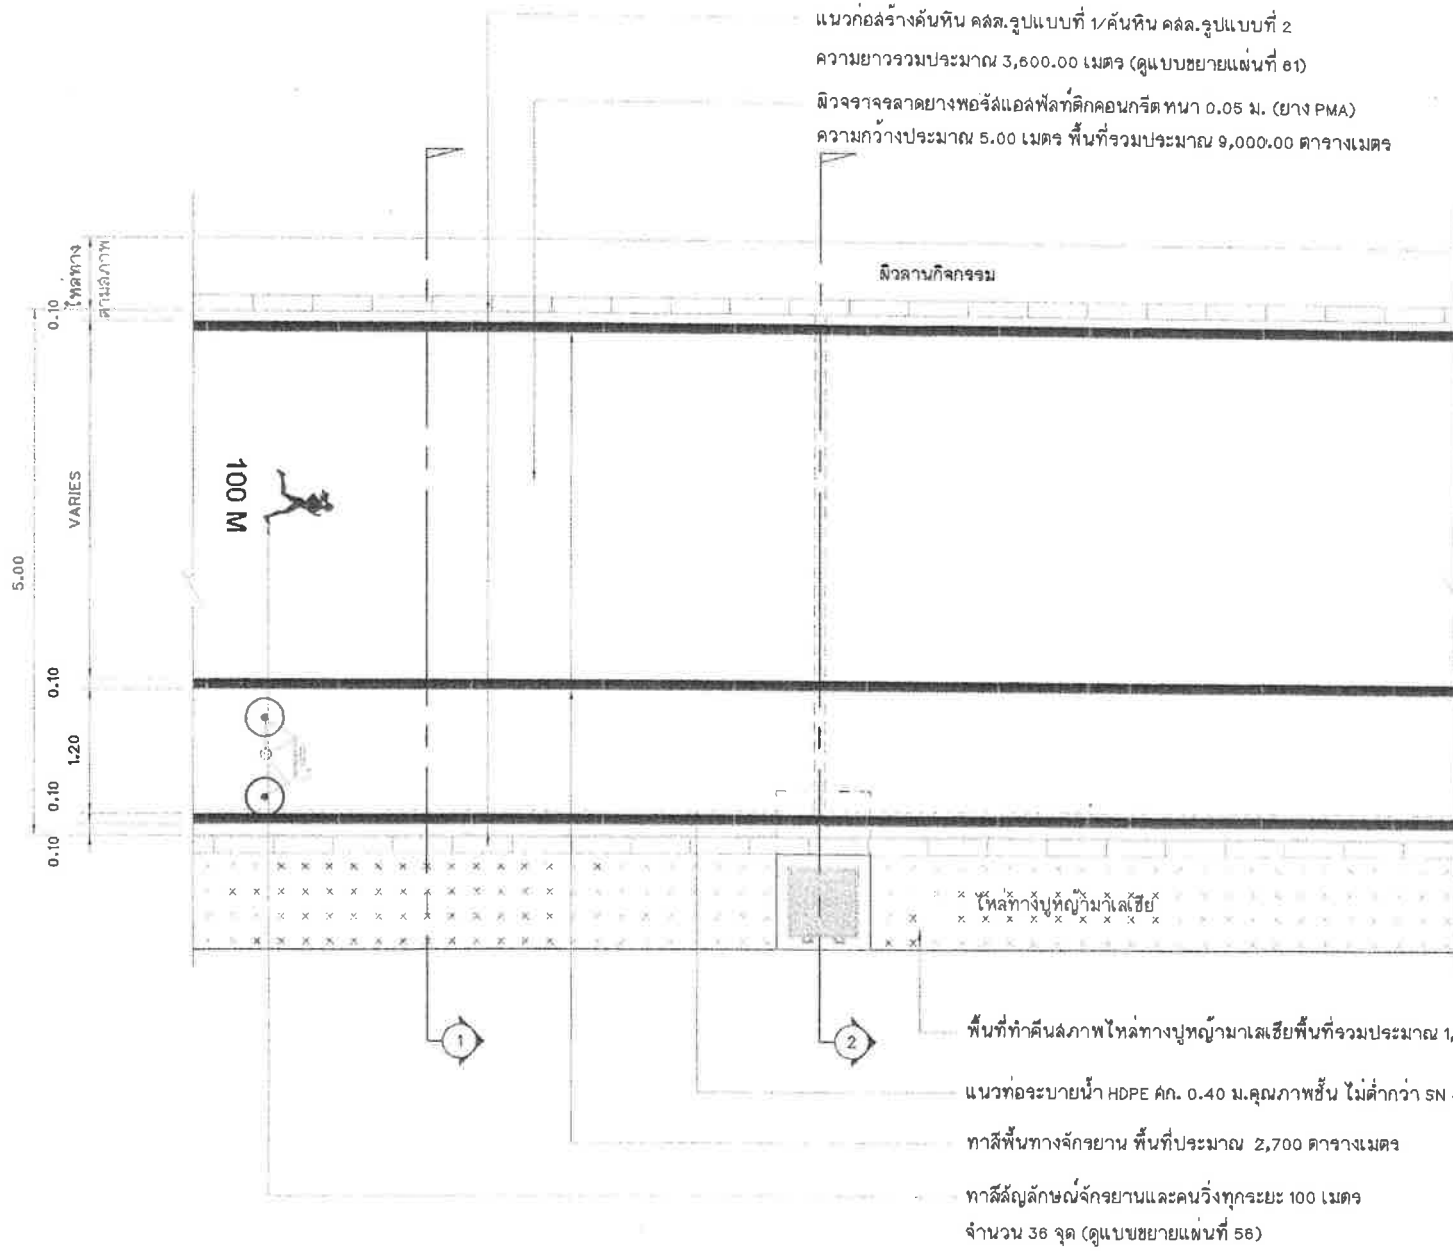 แนวก่อสร้างคันหิน คสล.รูปแบบที่ 1/คันหิน คสล.รูปแบบที่ 2
ความยาวรวมประมาณ 3,600.00 เมตร (ดูแบบขยายแผ่นที่ 61)
ผิวจราจรลาดยางพอรัสแอสฟัลท์ติกคอนกรีต หนา 0.05 ม. (ยาง PMA)
ความกว้างประมาณ 5.00 เมตร พื้นที่รวมประมาณ 9,000.00 ตารางเมตร
ไหล่ทาง
ตามสภาพ
ผิวลานกิจกรรม
0.10
VARIES
100 M
5.00
0.10
1.20
0.10
0.10
ไหล่ทางปูหญ้ามาเลเซีย
1
2
พื้นที่ทำคืนสภาพไหล่ทางปูหญ้ามาเลเซียพื้นที่รวมประมาณ 1,
แนวท่อระบายน้ำ HDPE ศก. 0.40 ม.คุณภาพชั้น ไม่ต่ำกว่า SN
ทาสีพื้นทางจักรยาน พื้นที่ประมาณ 2,700 ตารางเมตร
ทาสีสัญลักษณ์จักรยานและคนวิ่งทุกระยะ 100 เมตร
จำนวน 36 จุด (ดูแบบขยายแผ่นที่ 56)